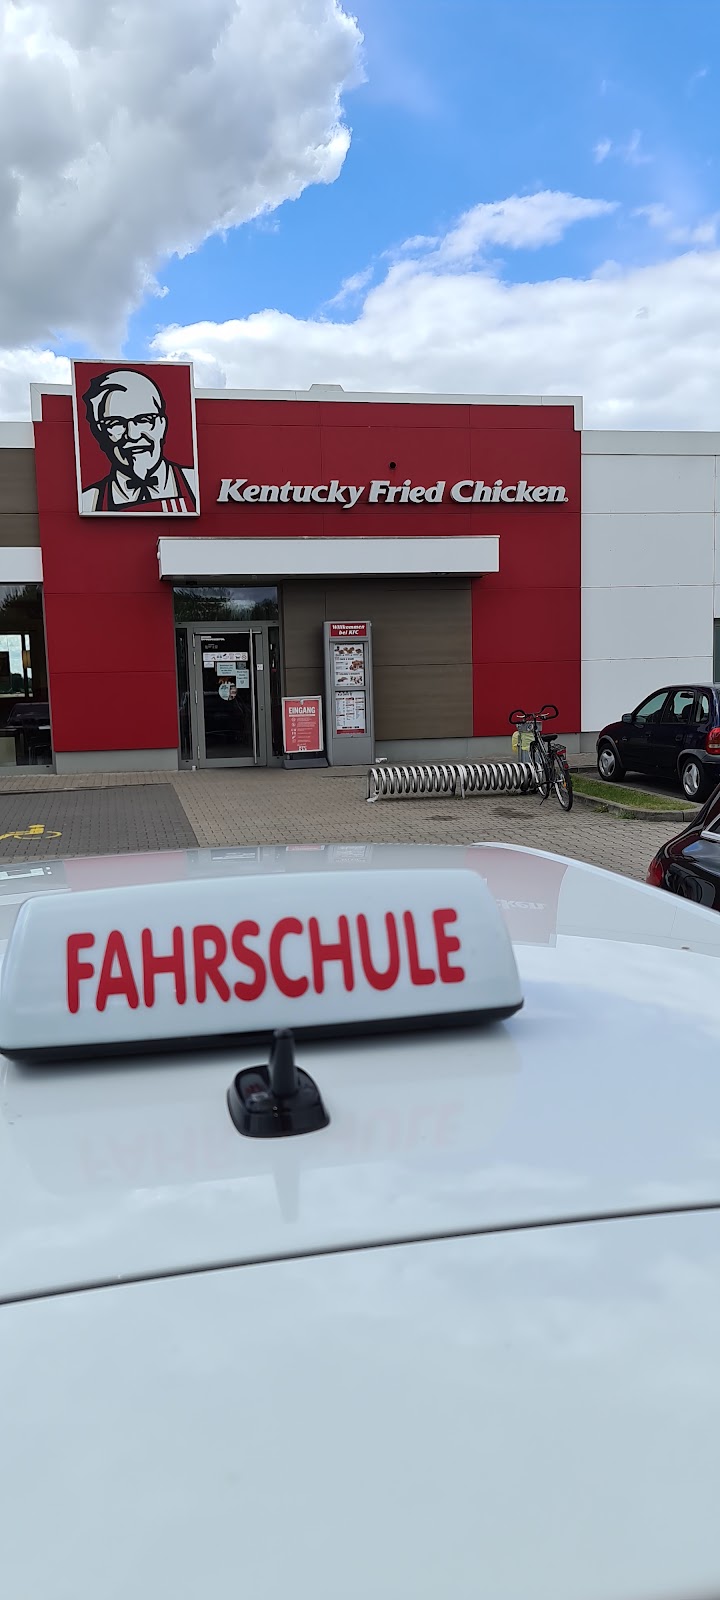 Kentucky Fried Chicken
Willkommen
bei KFC
EINGANG
FAHRSCHULE